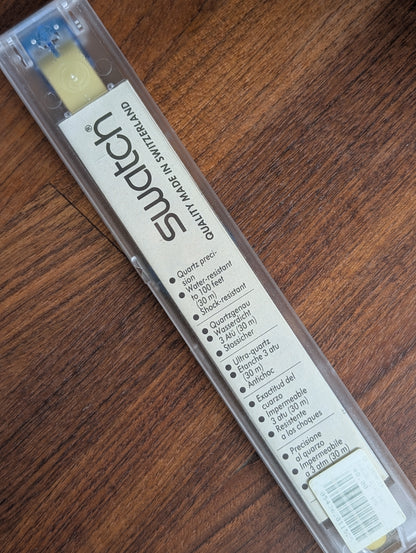 swatch®
QUALITY MADE IN SWITZERLAND
• Quartz preci-
sion
• Water-resistant
to 100 feet
(30 m)
• Shock-resistant
• Quartzgenau
• Wasserdicht
3 Atü (30 m)
• Stossicher
• Ultra-quartz
• Etanche 3 atu
(30 m)
• Antichoc
• Exactitud del
cuarzo
• Impermeable
3 atu (30 m)
• Resistente
a los choques
• Precisione
al quarzo
• Impermeabile
a 3 atm (30 m)